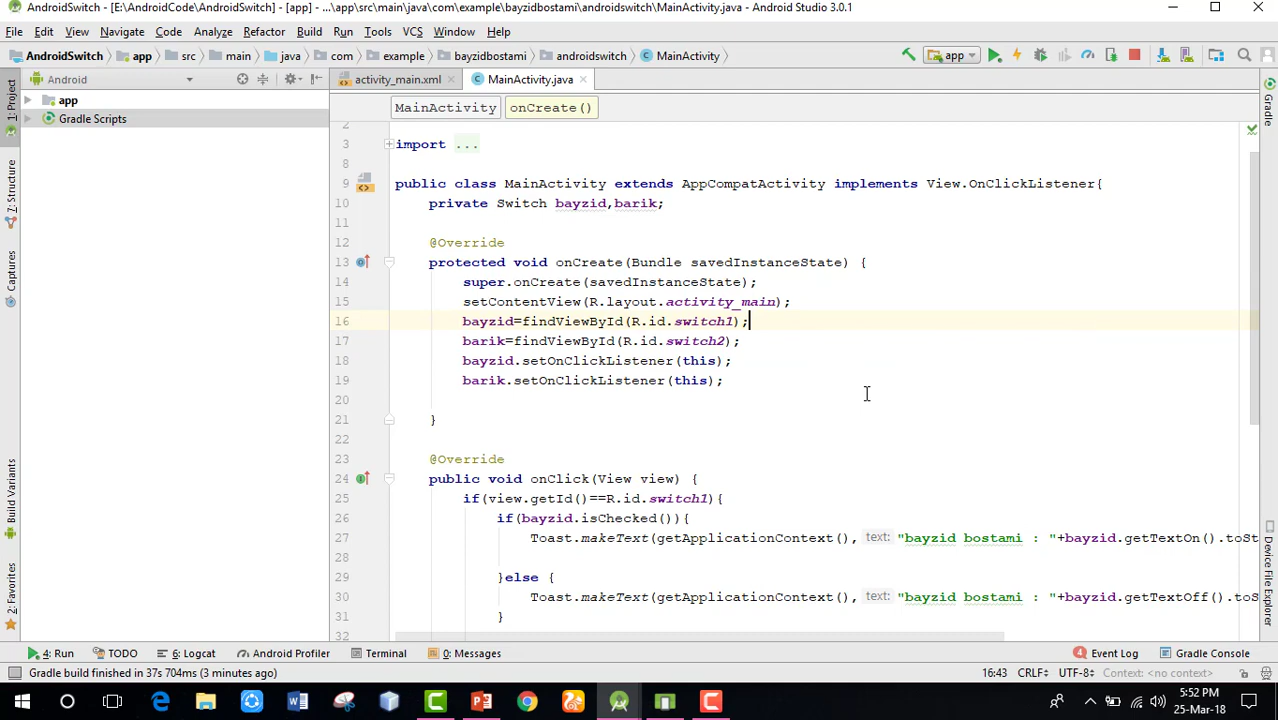 AndroidSwitch - [E:\AndroidCode\AndroidSwitch] - [app] - ...\app\src\main\java\com\example\bayzidbostami\androidswitch\MainActivity.java - Android Studio 3.0.1
File Edit View Navigate Code Analyze Refactor Build Run Tools VCS Window Help
AndroidSwitch app src main java com example bayzidbostami androidswitch MainActivity app
Android activity_main.xml MainActivity.java
1: Project
7: Structure
Captures
Build Variants
2: Favorites
app
Gradle Scripts
MainActivity onCreate()
2
3 import ...
8
9 public class MainActivity extends AppCompatActivity implements View.OnClickListener{
10 private Switch bayzid,barik;
11
12 @Override
13 protected void onCreate(Bundle savedInstanceState) {
14 super.onCreate(savedInstanceState);
15 setContentView(R.layout.activity_main);
16 bayzid=findViewById(R.id.switch1);
17 barik=findViewById(R.id.switch2);
18 bayzid.setOnClickListener(this);
19 barik.setOnClickListener(this);
20
21 }
22
23 @Override
24 public void onClick(View view) {
25 if(view.getId()==R.id.switch1){
26 if(bayzid.isChecked()){
27 Toast.makeText(getApplicationContext(), text: "bayzid bostami : "+bayzid.getTextOn().toSt
28
29 }else {
30 Toast.makeText(getApplicationContext(), text: "bayzid bostami : "+bayzid.getTextOff().toS
31 }
32
Gradle
Device File Explorer
4: Run TODO 6: Logcat Android Profiler Terminal 0: Messages 4 Event Log Gradle Console
Gradle build finished in 37s 704ms (3 minutes ago) 16:43 CRLF÷ UTF-8÷ Context: <no context>
5:52 PM
25-Mar-18